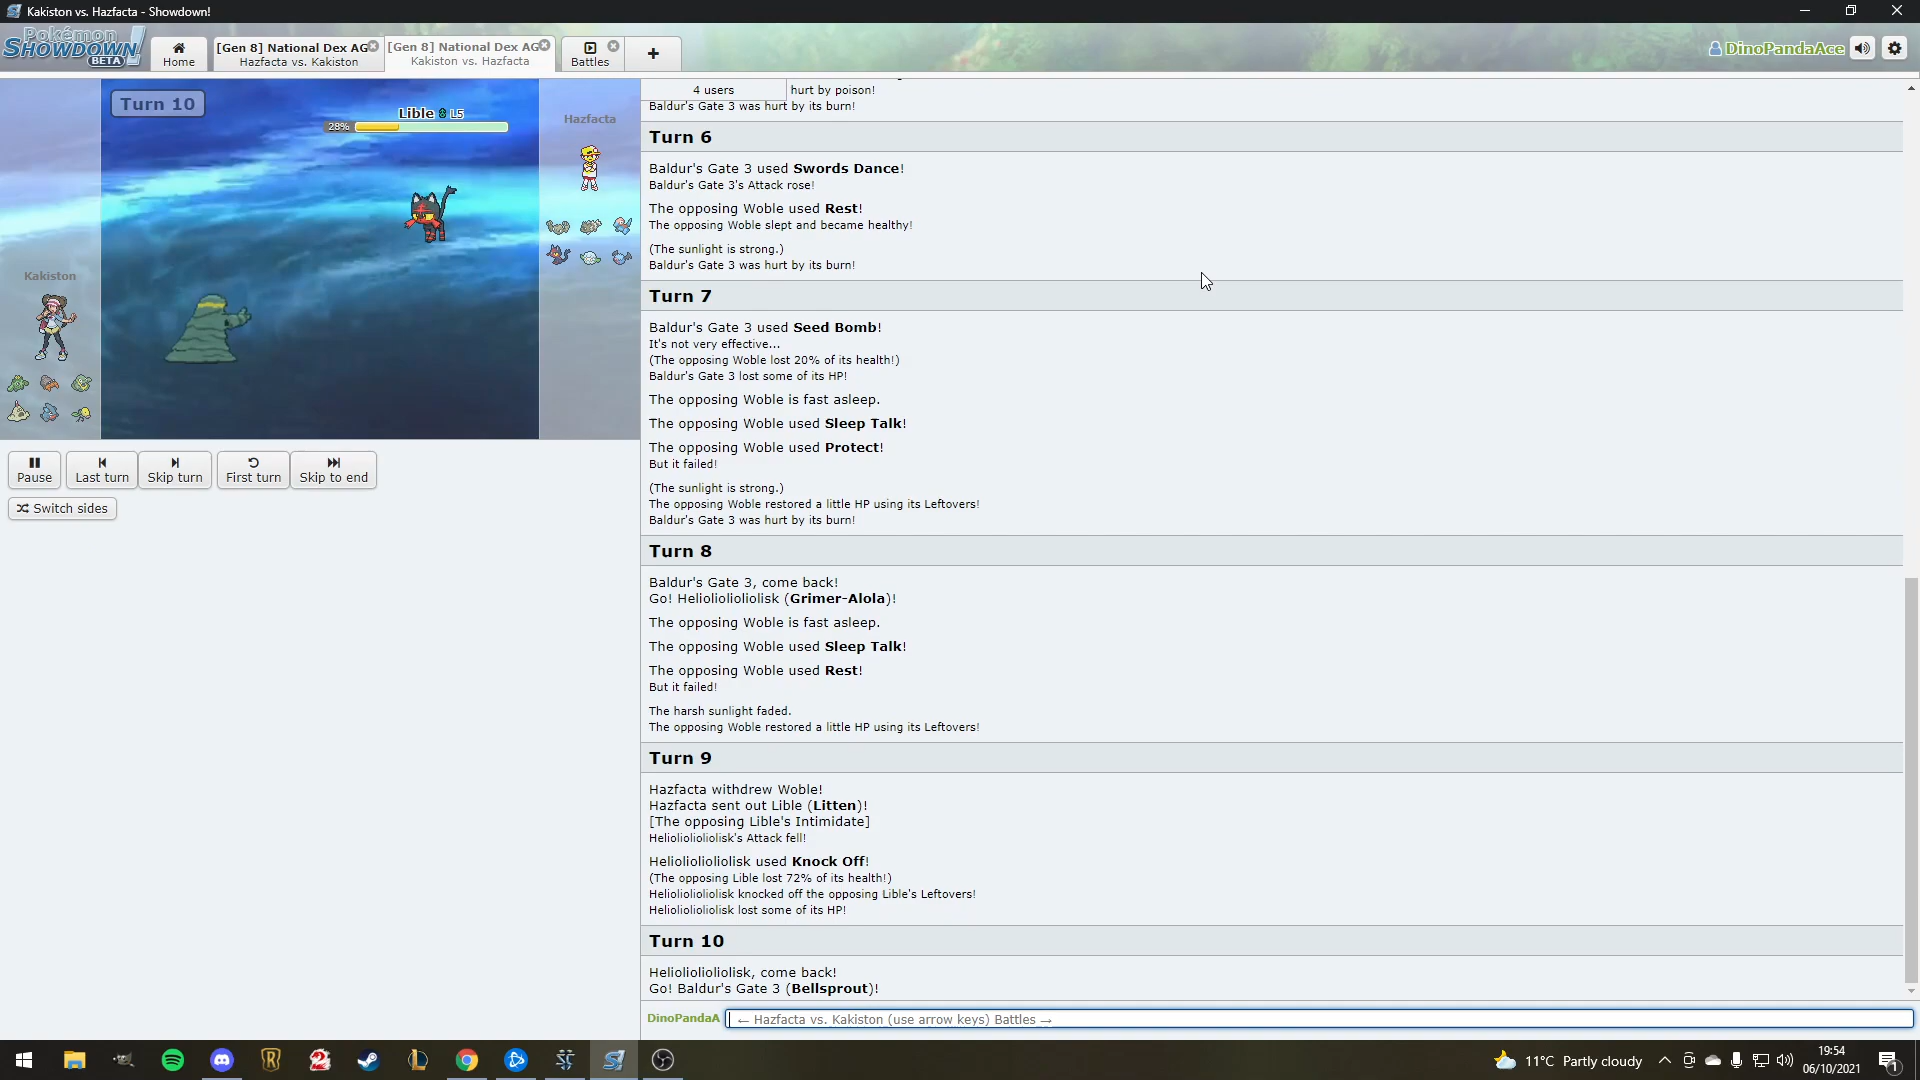 Kakiston vs. Hazfacta - Showdown!
Pokémon
SHOWDOWN!
BETA
Home
[Gen 8] National Dex AG
Hazfacta vs. Kakiston
[Gen 8] National Dex AG
Kakiston vs. Hazfacta
Battles
DinoPandaAce
Turn 10
Lible L5
28%
Hazfacta
Kakiston
Pause
Last turn
Skip turn
First turn
Skip to end
Switch sides
4 users
hurt by poison!
Baldur's Gate 3 was hurt by its burn!
Turn 6
Baldur's Gate 3 used Swords Dance!
Baldur's Gate 3's Attack rose!
The opposing Woble used Rest!
The opposing Woble slept and became healthy!
(The sunlight is strong.)
Baldur's Gate 3 was hurt by its burn!
Turn 7
Baldur's Gate 3 used Seed Bomb!
It's not very effective...
(The opposing Woble lost 20% of its health!)
Baldur's Gate 3 lost some of its HP!
The opposing Woble is fast asleep.
The opposing Woble used Sleep Talk!
The opposing Woble used Protect!
But it failed!
(The sunlight is strong.)
The opposing Woble restored a little HP using its Leftovers!
Baldur's Gate 3 was hurt by its burn!
Turn 8
Baldur's Gate 3, come back!
Go! Heliolioliolisk (Grimer-Alola)!
The opposing Woble is fast asleep.
The opposing Woble used Sleep Talk!
The opposing Woble used Rest!
But it failed!
The harsh sunlight faded.
The opposing Woble restored a little HP using its Leftovers!
Turn 9
Hazfacta withdrew Woble!
Hazfacta sent out Lible (Litten)!
[The opposing Lible's Intimidate]
Heliolioliolisk's Attack fell!
Heliolioliolisk used Knock Off!
(The opposing Lible lost 72% of its health!)
Heliolioliolisk knocked off the opposing Lible's Leftovers!
Heliolioliolisk lost some of its HP!
Turn 10
Heliolioliolisk, come back!
Go! Baldur's Gate 3 (Bellsprout)!
DinoPandaA
← Hazfacta vs. Kakiston (use arrow keys) Battles →
11°C Partly cloudy
19:54
06/10/2021
1